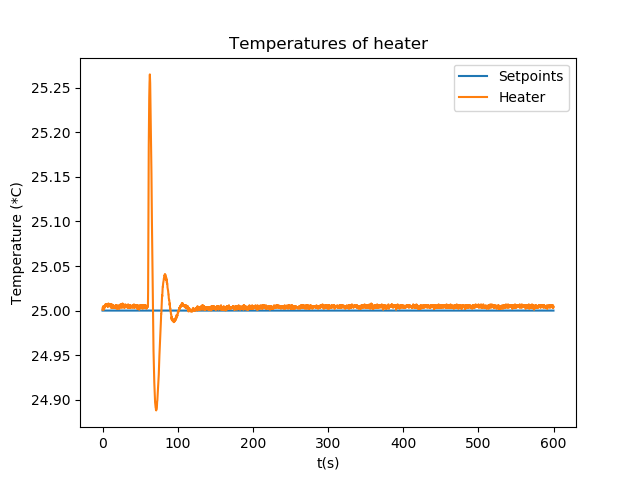 Temperatures of heater
Setpoints
Heater
Temperature (*C)
25.25
25.20
25.15
25.10
25.05
25.00
24.95
24.90
0 100 200 300 400 500 600
t(s)